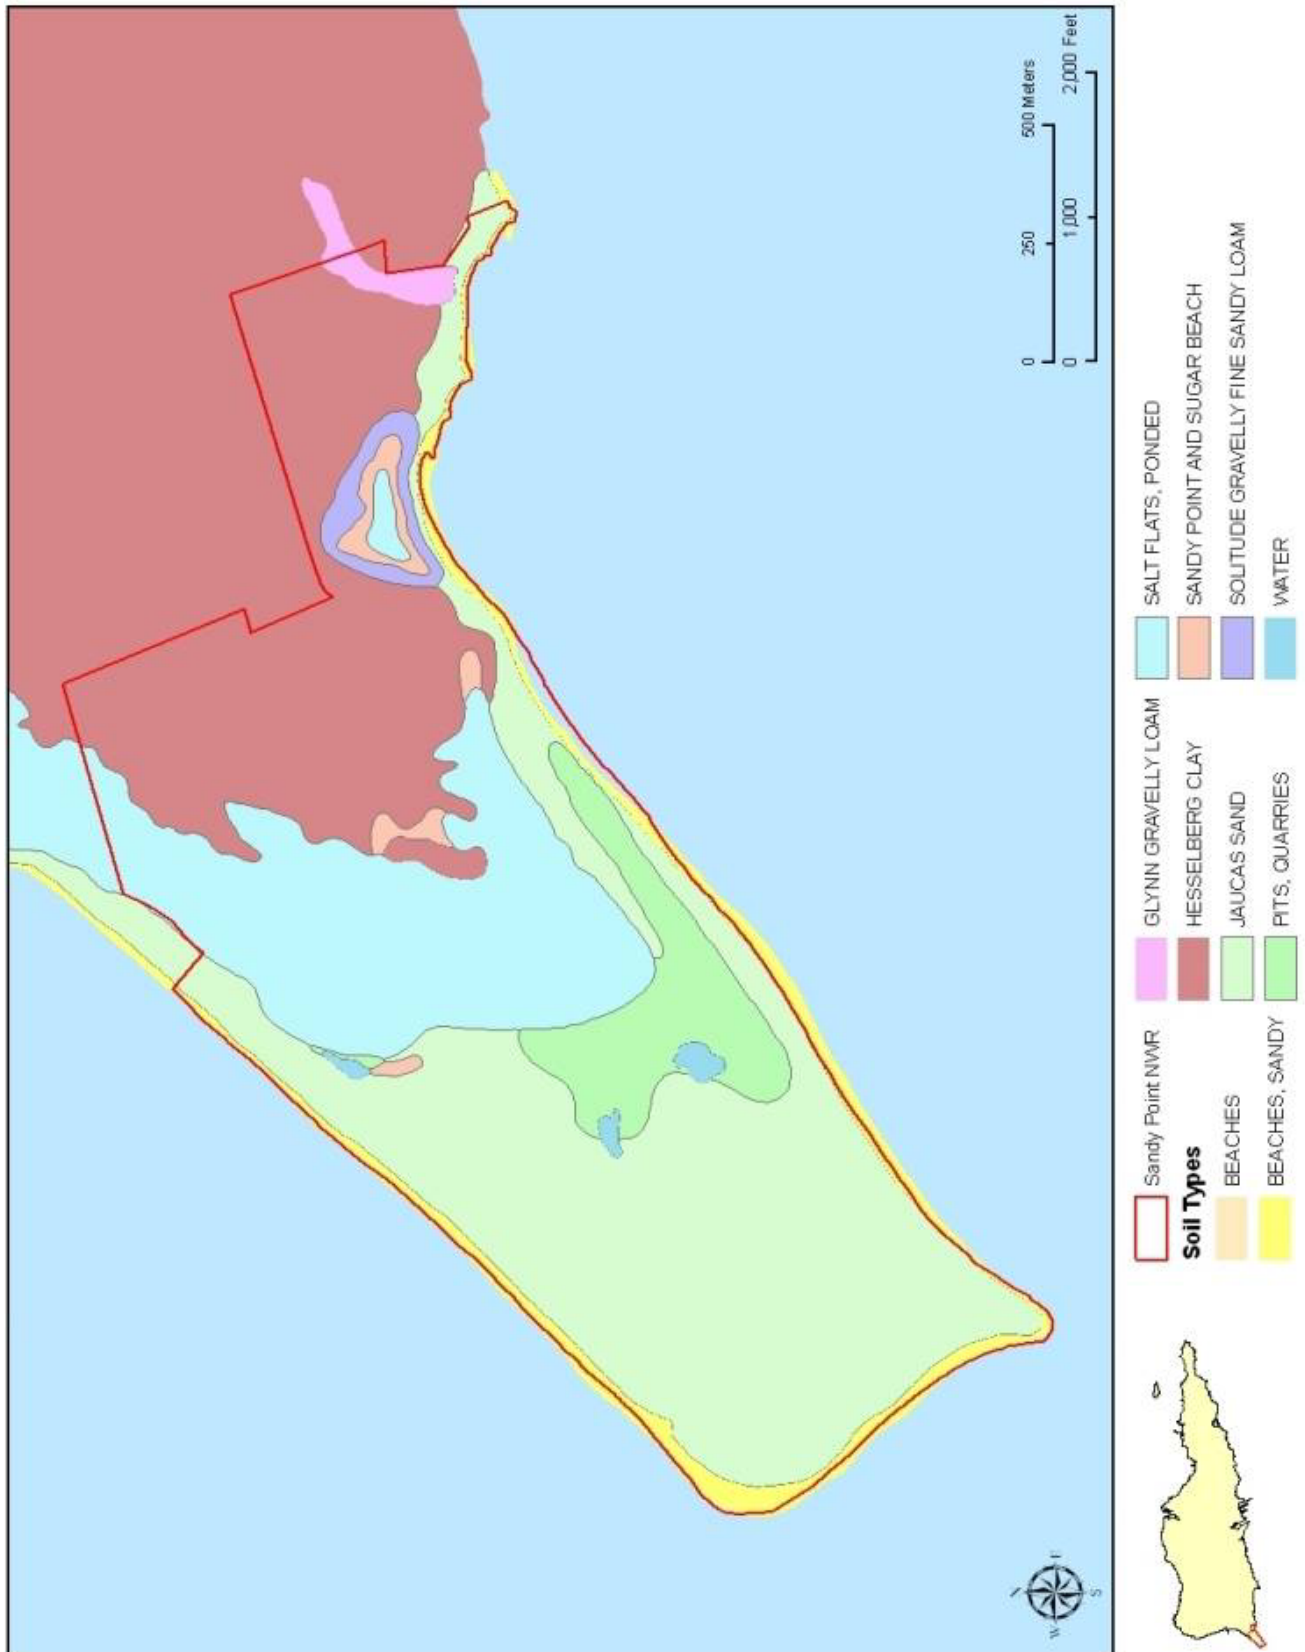 0 250 500 Meters
0 1,000 2,000 Feet
N
W
E
S
Sandy Point NWR
Soil Types
BEACHES
BEACHES, SANDY
GLYNN GRAVELLY LOAM
HESSELBERG CLAY
JAUCAS SAND
PITS, QUARRIES
SALT FLATS, PONDED
SANDY POINT AND SUGAR BEACH
SOLITUDE GRAVELLY FINE SANDY LOAM
WATER